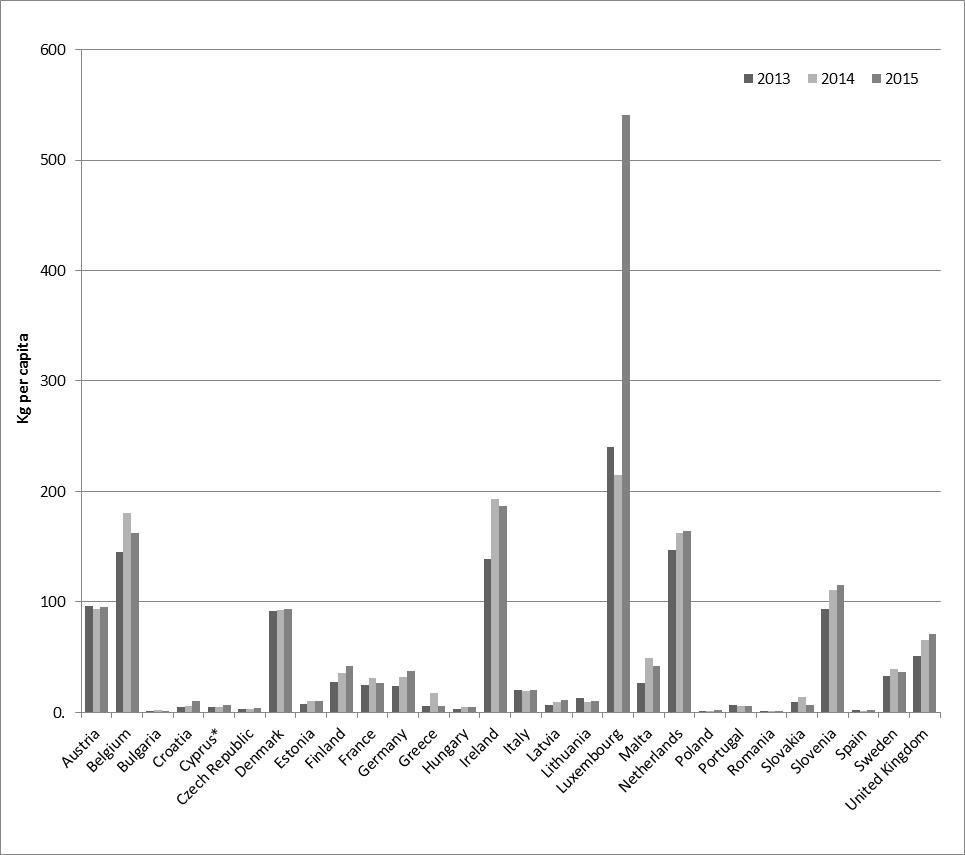 600
2013 2014 2015
500
400
300
200
100
0.
Kg per capita
Austria
Belgium
Bulgaria
Croatia
Cyprus*
Czech Republic
Denmark
Estonia
Finland
France
Germany
Greece
Hungary
Ireland
Italy
Latvia
Lithuania
Luxembourg
Malta
Netherlands
Poland
Portugal
Romania
Slovakia
Slovenia
Spain
Sweden
United Kingdom